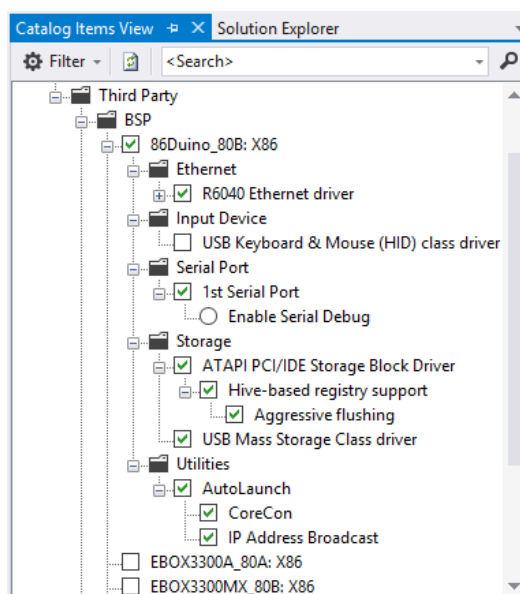 Catalog Items View Solution Explorer
Filter <Search>
Third Party
BSP
86Duino_80B: X86
Ethernet
R6040 Ethernet driver
Input Device
USB Keyboard & Mouse (HID) class driver
Serial Port
1st Serial Port
Enable Serial Debug
Storage
ATAPI PCI/IDE Storage Block Driver
Hive-based registry support
Aggressive flushing
USB Mass Storage Class driver
Utilities
AutoLaunch
CoreCon
IP Address Broadcast
EBOX3300A_80A: X86
EBOX3300MX_80B: X86